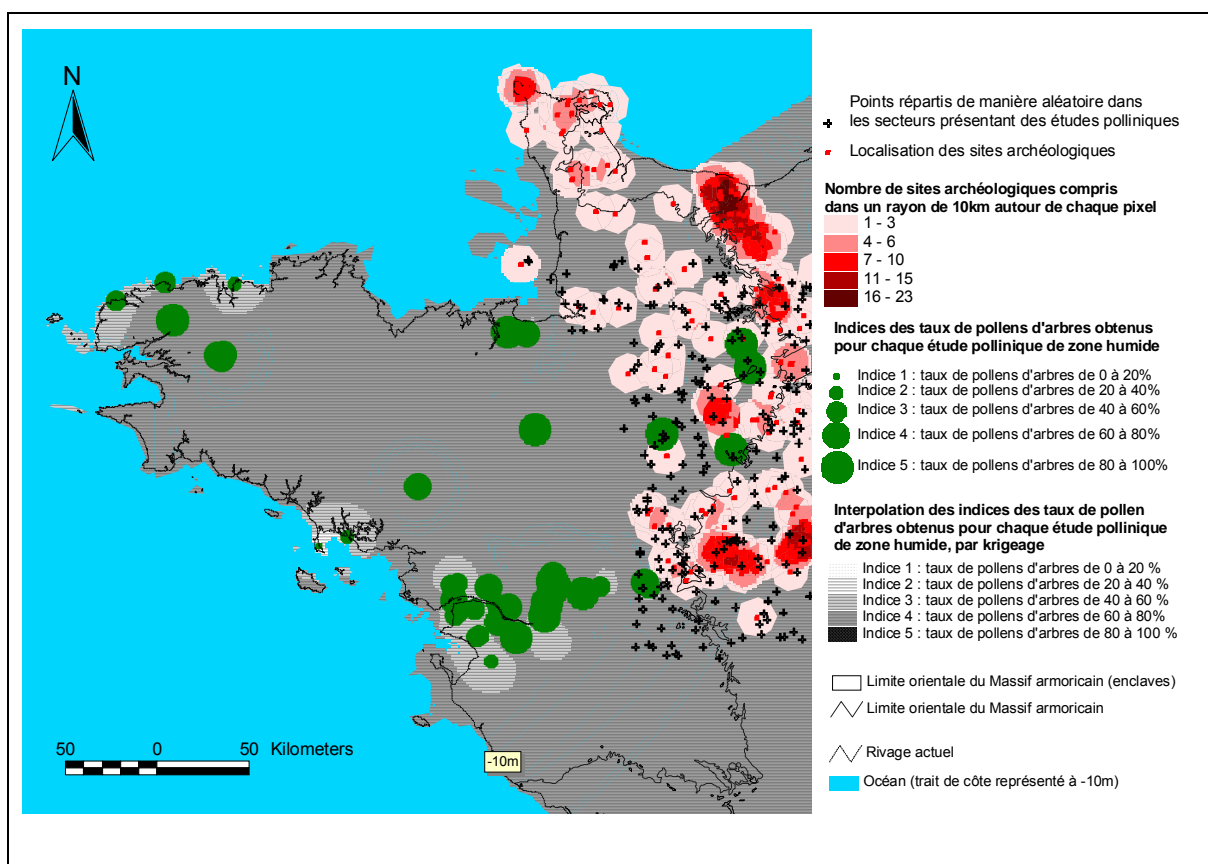 N
50 0 50 Kilometers
-10m
Points répartis de manière aléatoire dans
les secteurs présentant des études polliniques
Localisation des sites archéologiques
Nombre de sites archéologiques compris
dans un rayon de 10km autour de chaque pixel
1 - 3
4 - 6
7 - 10
11 - 15
16 - 23
Indices des taux de pollens d'arbres obtenus
pour chaque étude pollinique de zone humide
Indice 1 : taux de pollens d'arbres de 0 à 20%
Indice 2 : taux de pollens d'arbres de 20 à 40%
Indice 3 : taux de pollens d'arbres de 40 à 60%
Indice 4 : taux de pollens d'arbres de 60 à 80%
Indice 5 : taux de pollens d'arbres de 80 à 100%
Interpolation des indices des taux de pollen
d'arbres obtenus pour chaque étude pollinique
de zone humide, par krigeage
Indice 1 : taux de pollens d'arbres de 0 à 20 %
Indice 2 : taux de pollens d'arbres de 20 à 40 %
Indice 3 : taux de pollens d'arbres de 40 à 60 %
Indice 4 : taux de pollens d'arbres de 60 à 80%
Indice 5 : taux de pollens d'arbres de 80 à 100 %
Limite orientale du Massif armoricain (enclaves)
Limite orientale du Massif armoricain
Rivage actuel
Océan (trait de côte représenté à -10m)